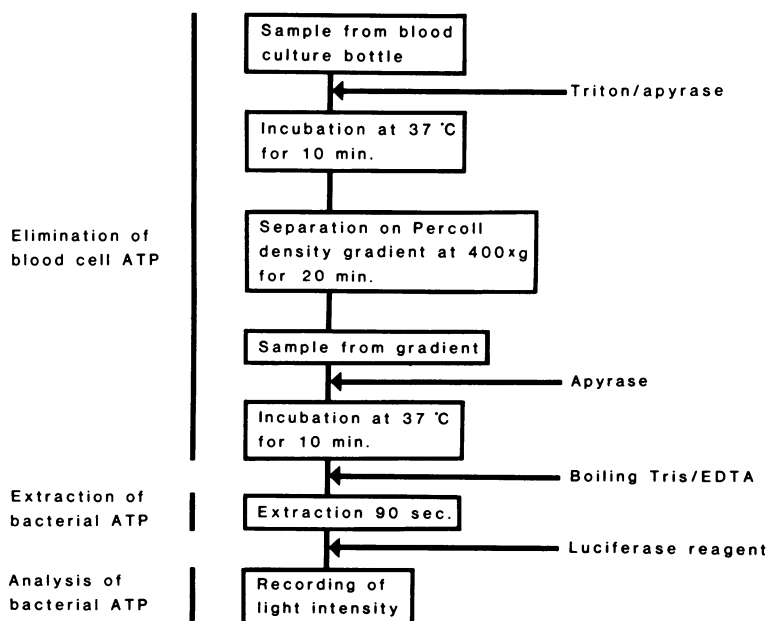 Sample from blood
culture bottle
Triton/apyrase
Incubation at 37 °C
for 10 min.
Elimination of
blood cell ATP
Separation on Percoll
density gradient at 400xg
for 20 min.
Sample from gradient
Apyrase
Incubation at 37 °C
for 10 min.
Boiling Tris/EDTA
Extraction of
bacterial ATP
Extraction 90 sec.
Luciferase reagent
Analysis of
bacterial ATP
Recording of
light intensity